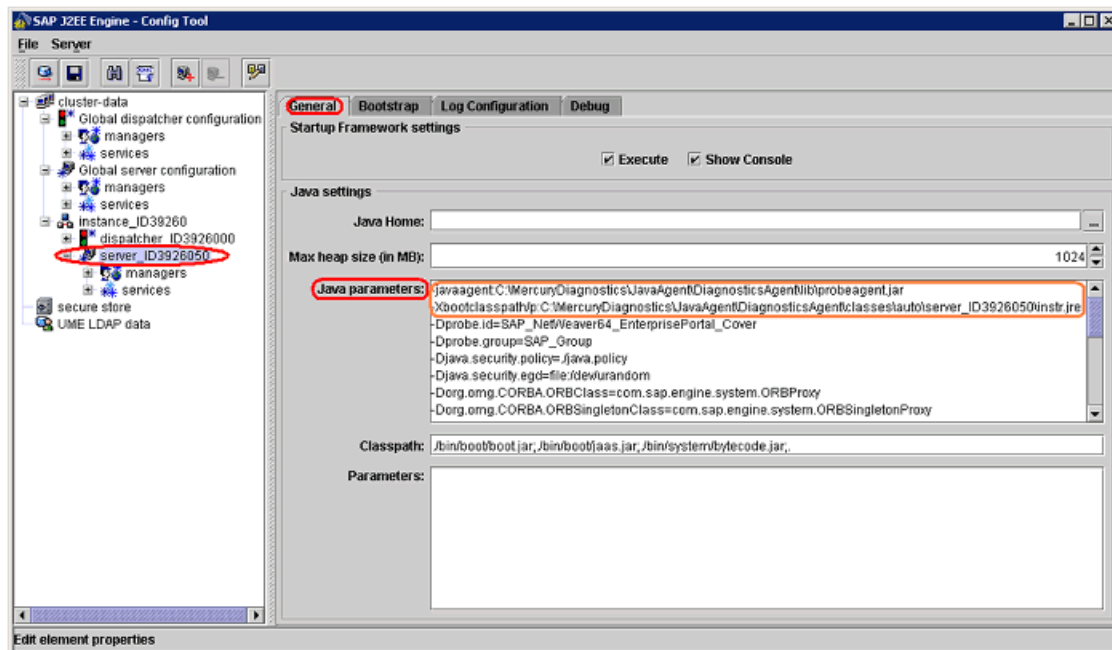 SAP J2EE Engine - Config Tool
File Server
cluster-data
Global dispatcher configuration
managers
services
Global server configuration
managers
services
instance_ID39260
dispatcher_ID3926000
server_ID3926050
managers
services
secure store
UME LDAP data
General Bootstrap Log Configuration Debug
Startup Framework settings
Execute Show Console
Java settings
Java Home:
...
Max heap size (in MB): 1024
Java parameters:
-javaagent:C:\MercuryDiagnostics\JavaAgent\DiagnosticsAgent\lib\probeagent.jar
-Xbootclasspath/p:C:\MercuryDiagnostics\JavaAgent\DiagnosticsAgent\classes\auto\server_ID3926050\instr.jre
-Dprobe.id=SAP_NetWeaver64_EnterprisePortal_Cover
-Dprobe.group=SAP_Group
-Djava.security.policy=./java.policy
-Djava.security.egd=file:/dev/urandom
-Dorg.omg.CORBA.ORBClass=com.sap.engine.system.ORBProxy
-Dorg.omg.CORBA.ORBSingletonClass=com.sap.engine.system.ORBSingletonProxy
Classpath: ./bin/boot/boot.jar;./bin/boot/jaas.jar;./bin/system/bytecode.jar;.
Parameters:
Edit element properties